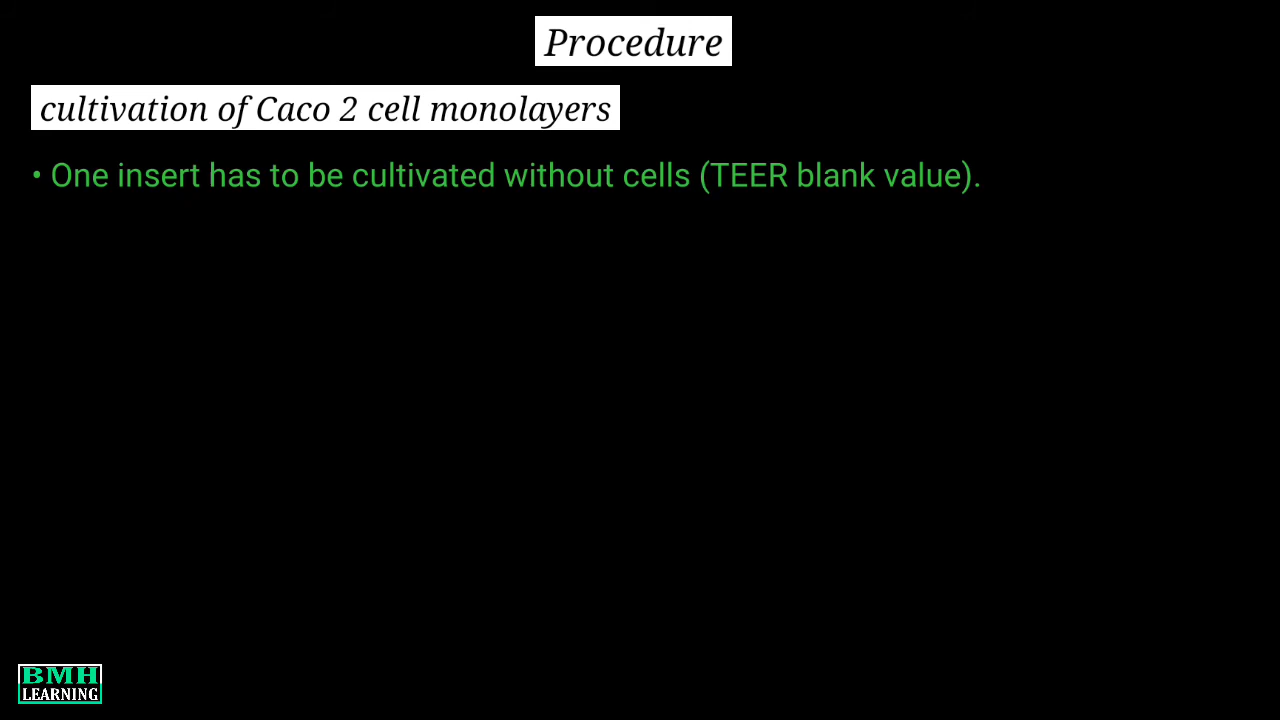 Procedure
cultivation of Caco 2 cell monolayers
• One insert has to be cultivated without cells (TEER blank value).
BMH
LEARNING